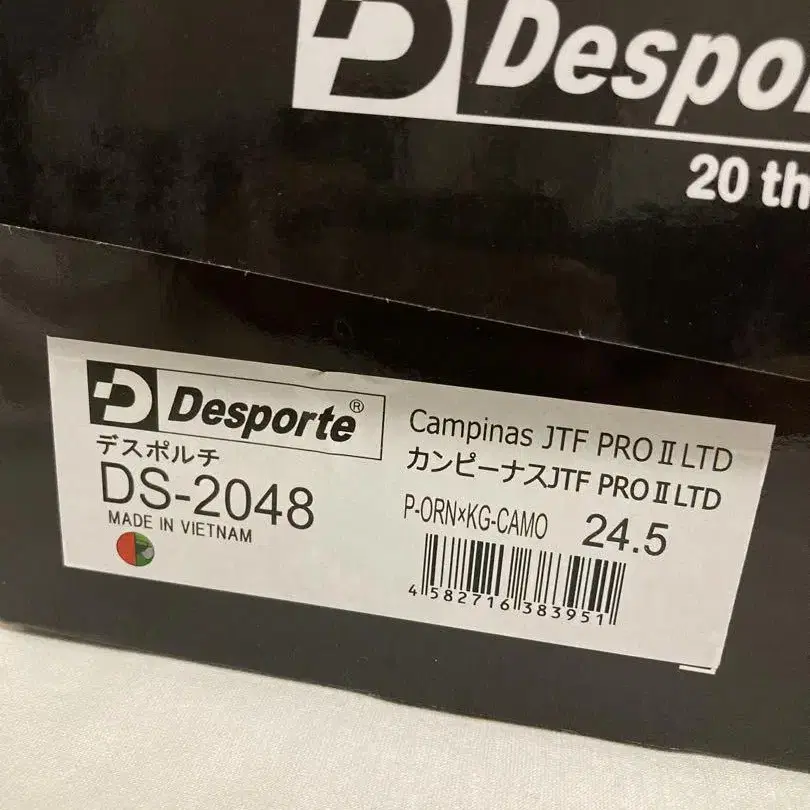 Despo
20 th
Desporte®
デスポルチ
DS-2048
MADE IN VIETNAM
Campinas JTF PRO II LTD
カンピーナスJTF PRO II LTD
P-ORN×KG-CAMO 24.5
4 582716 383951